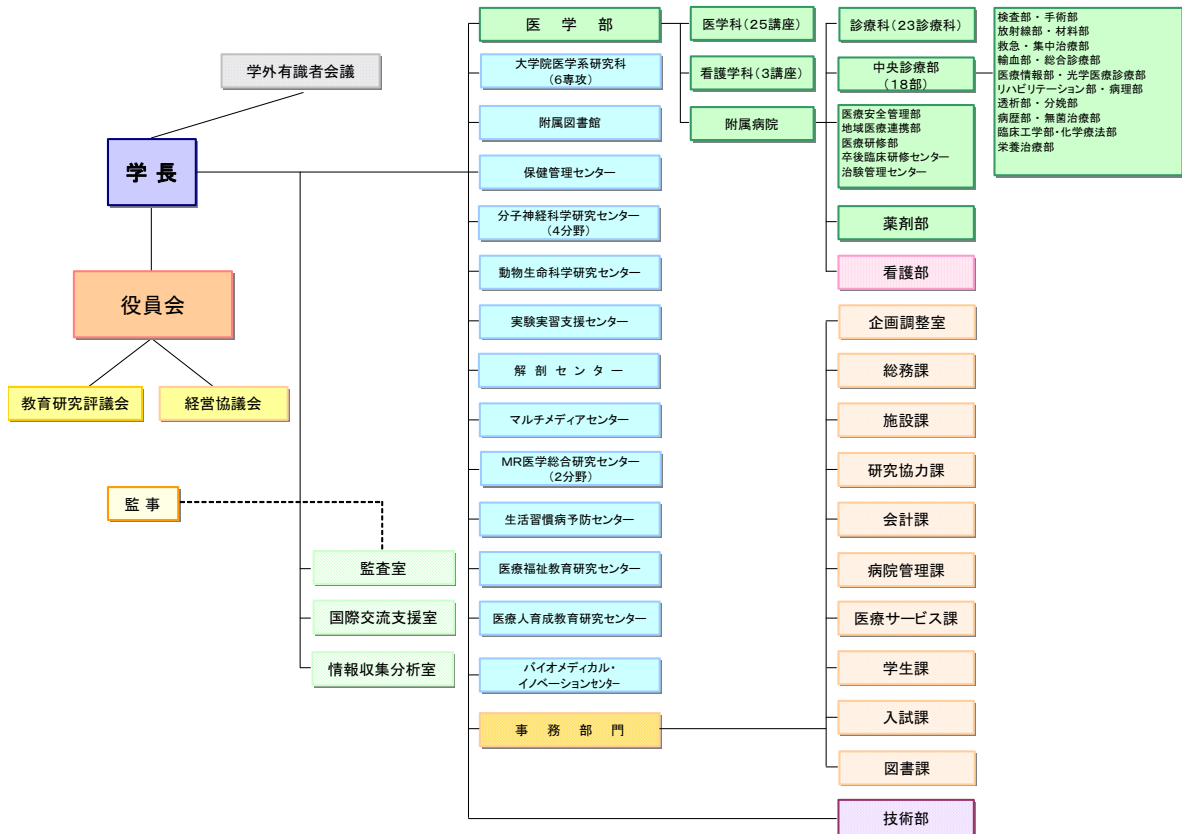 学外有識者会議
学 長
役員会
教育研究評議会
経営協議会
監 事
監査室
国際交流支援室
情報収集分析室
医 学 部
大学院医学系研究科
(6専攻)
附属図書館
保健管理センター
分子神経科学研究センター
(4分野)
動物生命科学研究センター
実験実習支援センター
解 剖 セ ン タ ー
マルチメディアセンター
MR医学総合研究センター
(2分野)
生活習慣病予防センター
医療福祉教育研究センター
医療人育成教育研究センター
バイオメディカル・
イノベーションセンター
事 務 部 門
医学科(25講座)
看護学科(3講座)
附属病院
診療科(23診療科)
中央診療部
(18部)
医療安全管理部
地域医療連携部
医療研修部
卒後臨床研修センター
治験管理センター
薬剤部
看護部
企画調整室
総務課
施設課
研究協力課
会計課
病院管理課
医療サービス課
学生課
入試課
図書課
技術部
検査部・手術部
放射線部・材料部
救急・集中治療部
輸血部・総合診療部
医療情報部・光学医療診療部
リハビリテーション部・病理部
透析部・分娩部
病歴部・無菌治療部
臨床工学部・化学療法部
栄養治療部